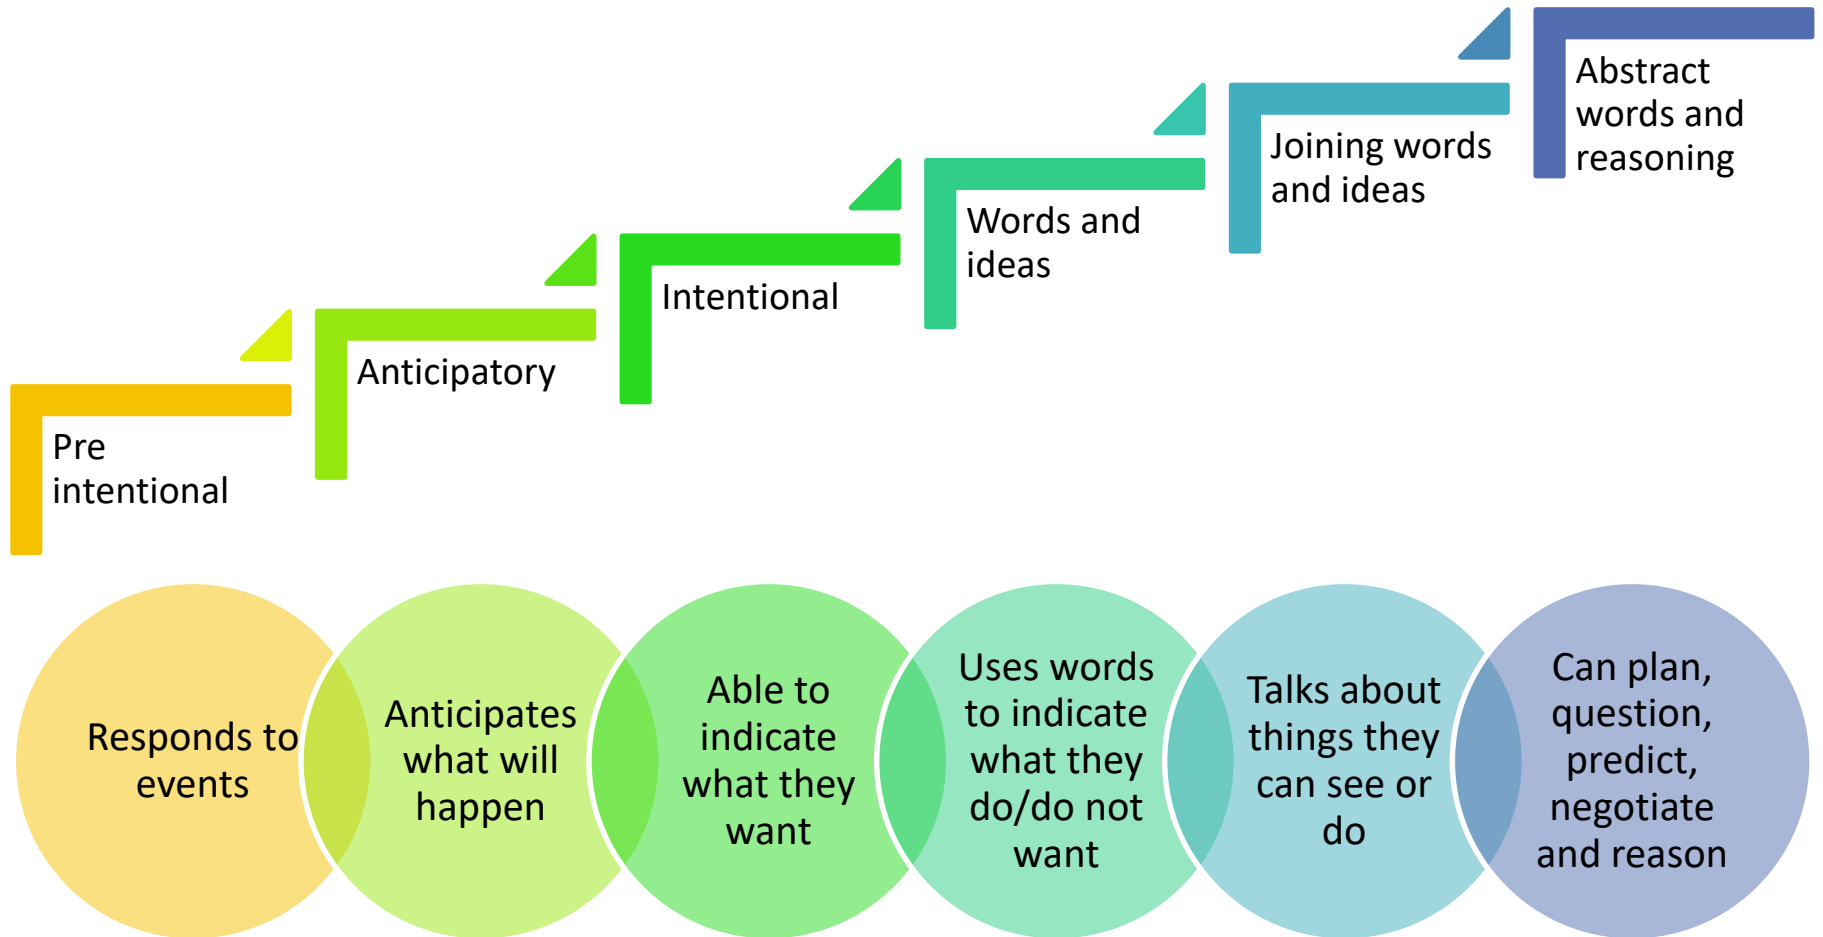 Pre
intentional
Anticipatory
Intentional
Words and
ideas
Joining words
and ideas
Abstract
words and
reasoning
Responds to
events
Anticipates
what will
happen
Able to
indicate
what they
want
Uses words
to indicate
what they
do/do not
want
Talks about
things they
can see or
do
Can plan,
question,
predict,
negotiate
and reason